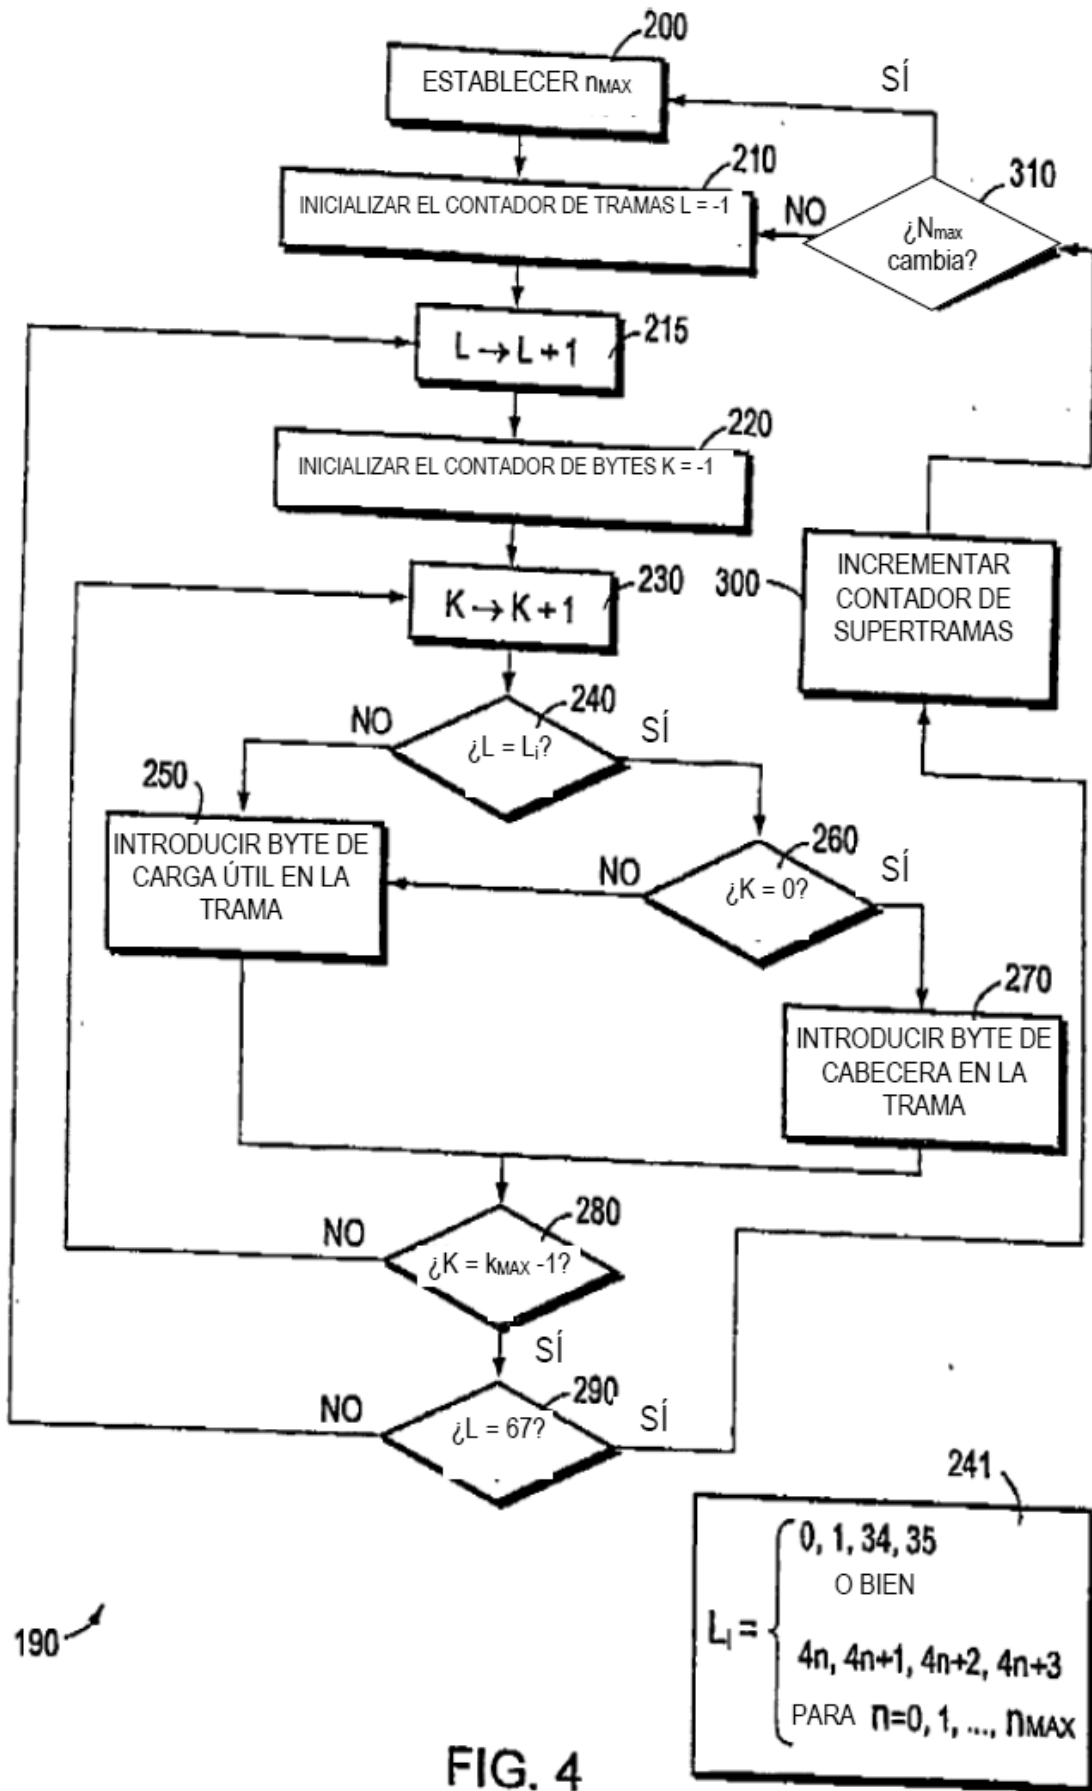 200
ESTABLECER nMAX
SÍ
210
INICIALIZAR EL CONTADOR DE TRAMAS L = -1
NO
310
¿Nmax
cambia?
L → L + 1
215
220
INICIALIZAR EL CONTADOR DE BYTES K = -1
K → K + 1
230
300
INCREMENTAR
CONTADOR DE
SUPERTRAMAS
240
NO
¿L = Li?
SÍ
250
INTRODUCIR BYTE DE
CARGA ÚTIL EN LA
TRAMA
260
NO
¿K = 0?
SÍ
270
INTRODUCIR BYTE DE
CABECERA EN LA
TRAMA
280
NO
¿K = kMAX -1?
SÍ
290
NO
¿L = 67?
SÍ
241
0, 1, 34, 35
O BIEN
Li =
4n, 4n+1, 4n+2, 4n+3
PARA n=0, 1, ..., nMAX
190
FIG. 4